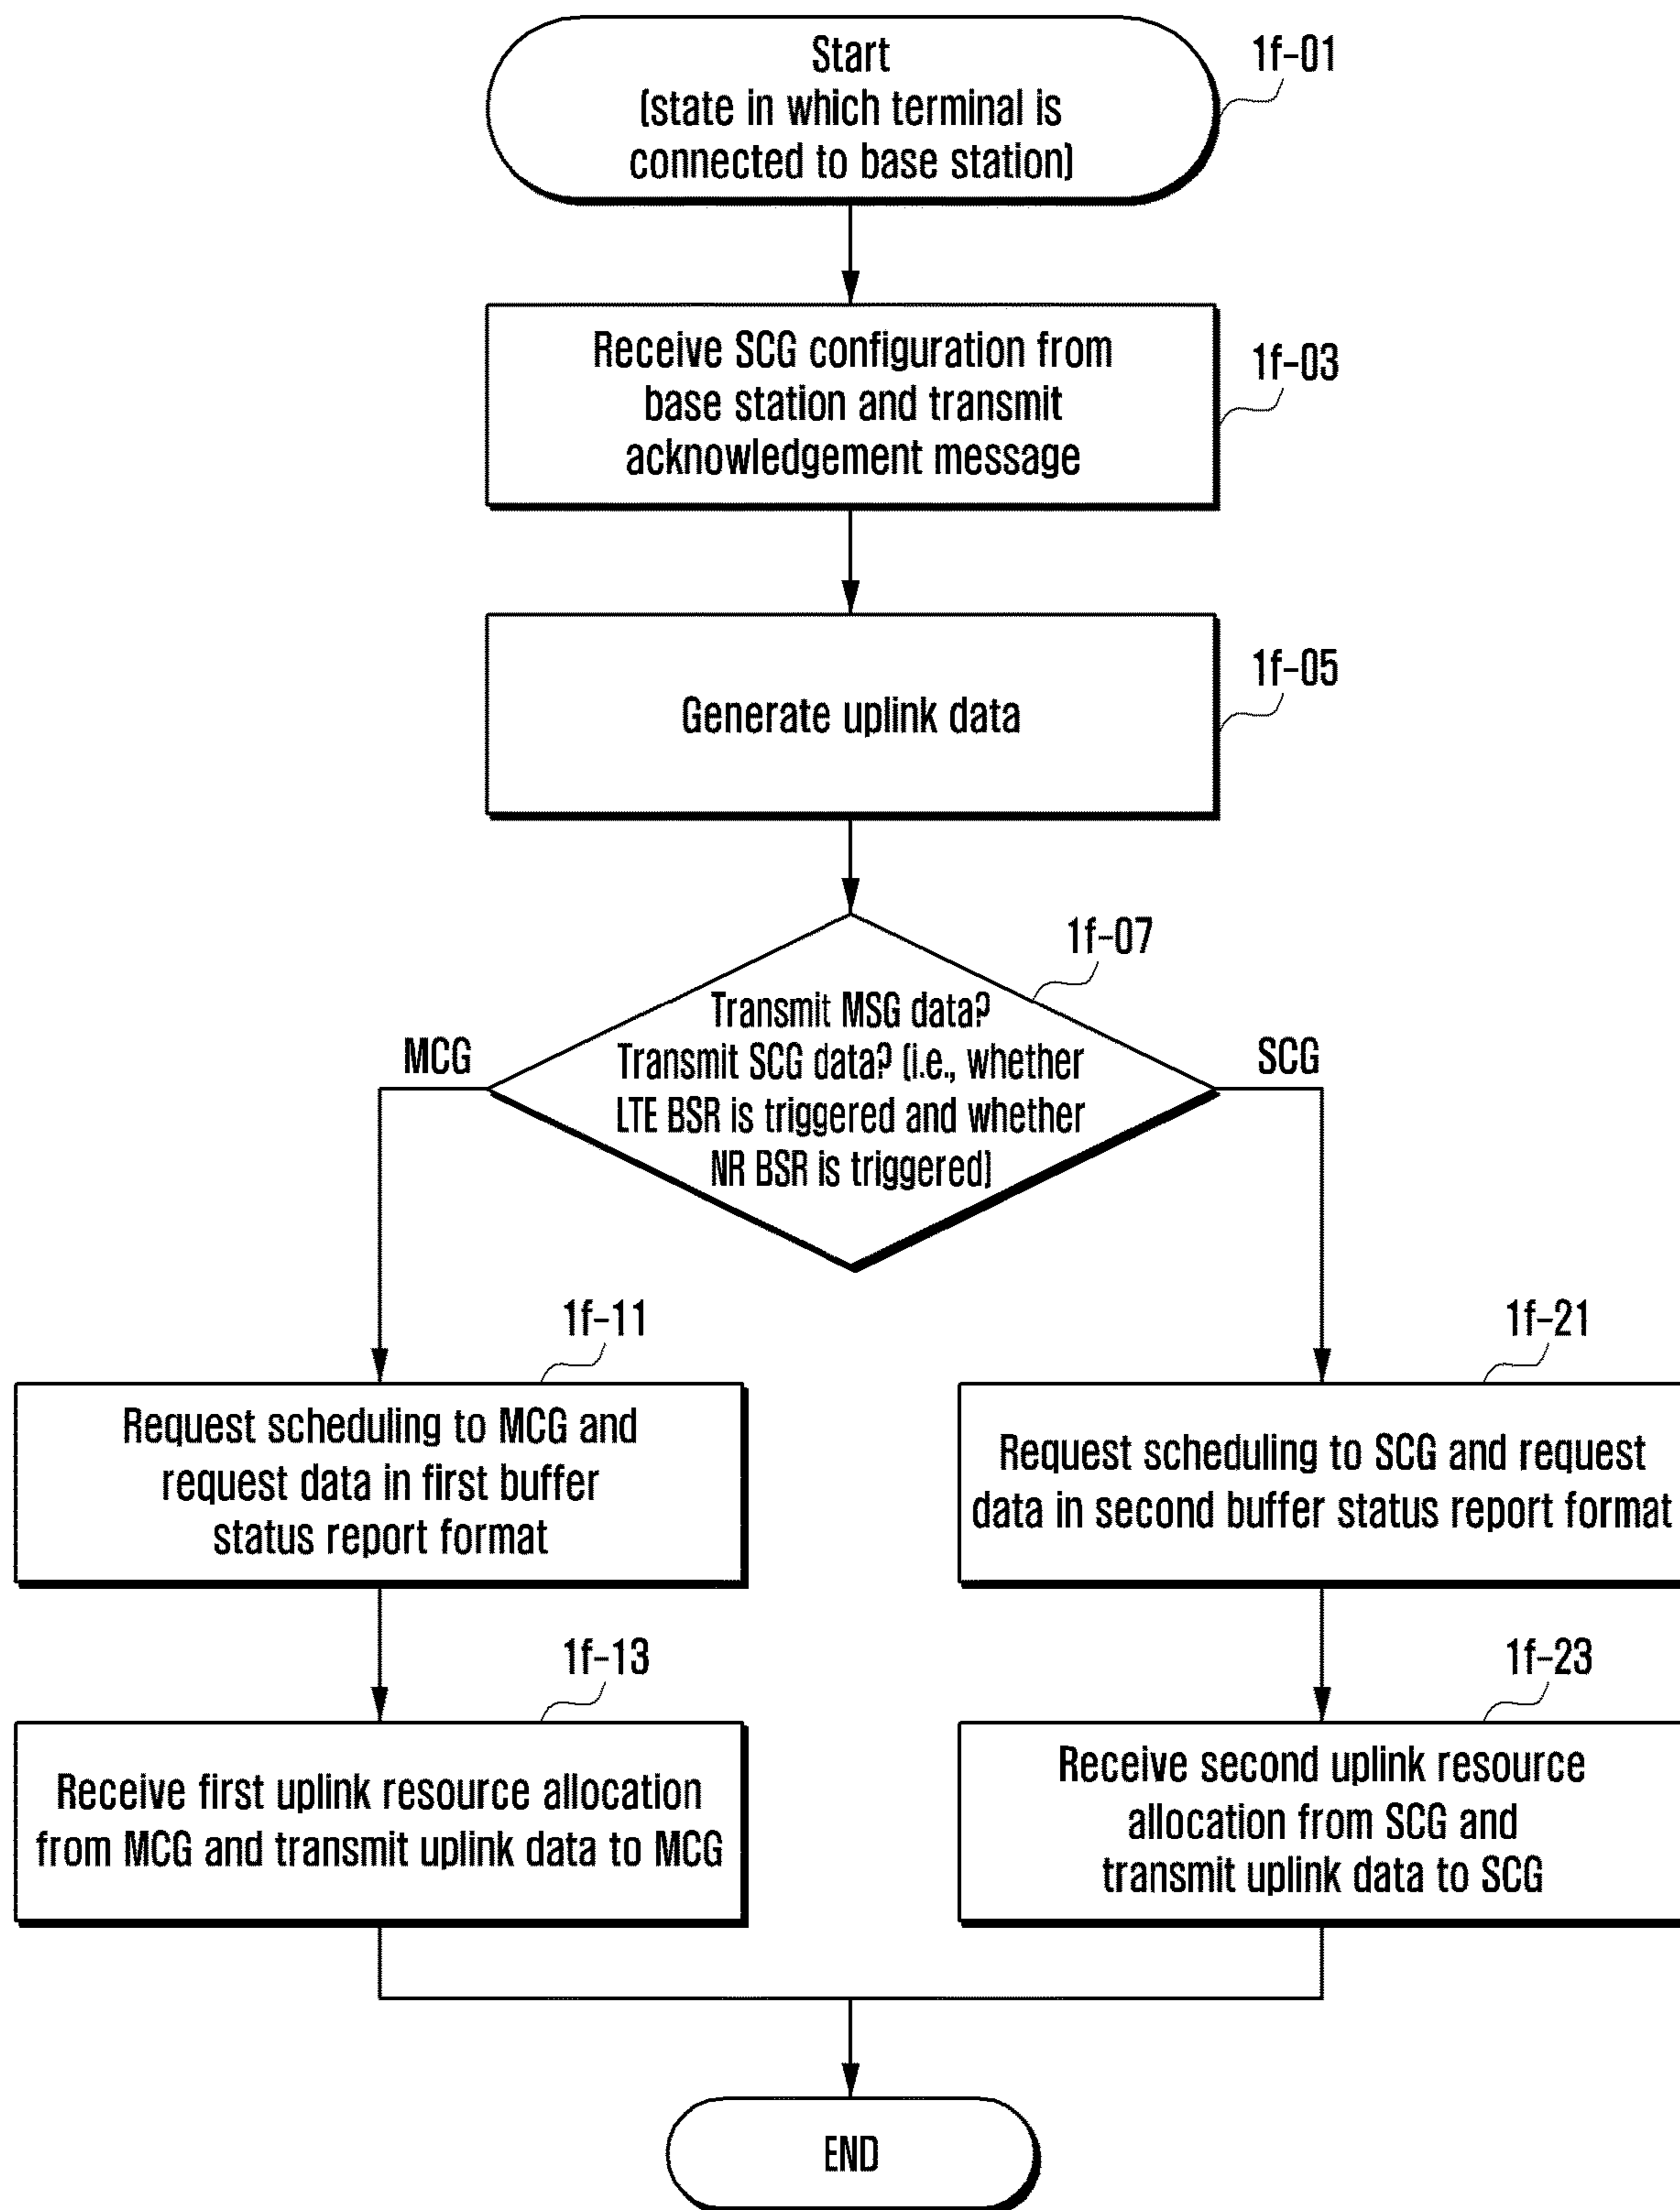 Start
(state in which terminal is
connected to base station)
1f-01
Receive SCG configuration from
base station and transmit
acknowledgement message
1f-03
Generate uplink data
1f-05
1f-07
Transmit MSG data?
Transmit SCG data? (i.e., whether
LTE BSR is triggered and whether
NR BSR is triggered)
MCG
SCG
1f-11
Request scheduling to MCG and
request data in first buffer
status report format
1f-21
Request scheduling to SCG and request
data in second buffer status report format
1f-13
Receive first uplink resource allocation
from MCG and transmit uplink data to MCG
1f-23
Receive second uplink resource
allocation from SCG and
transmit uplink data to SCG
END